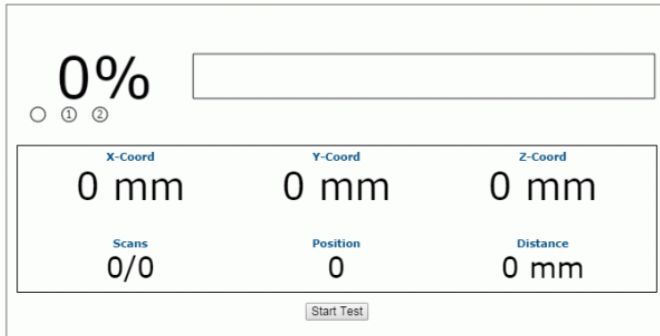 0%
1 2
X-Coord Y-Coord Z-Coord
0 mm 0 mm 0 mm
Scans Position Distance
0/0 0 0 mm
Start Test